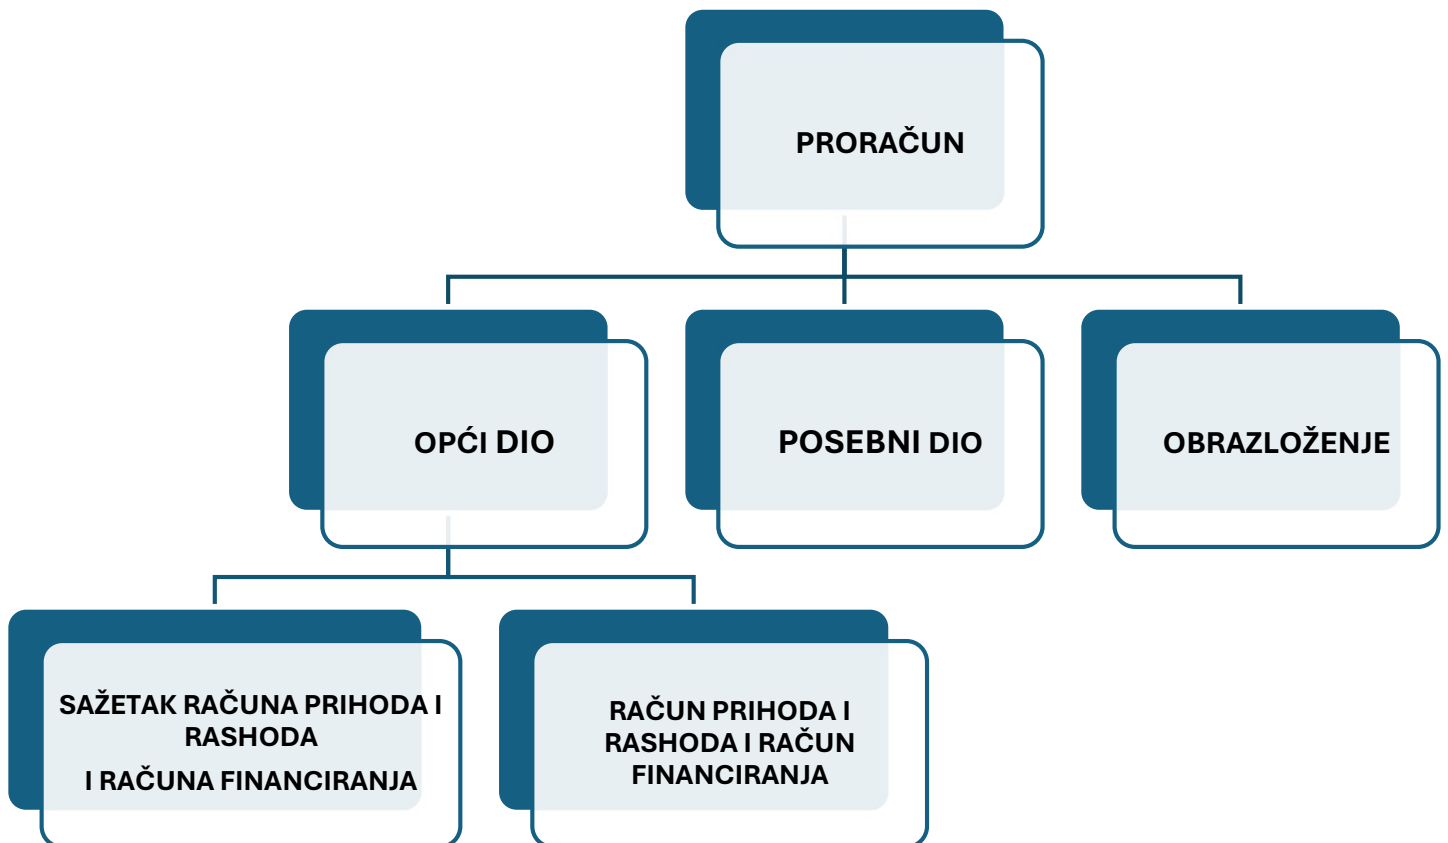 PRORAČUN
OPĆI DIO
POSEBNI DIO
OBRAZLOŽENJE
SAŽETAK RAČUNA PRIHODA I
RASHODA
I RAČUNA FINANCIRANJA
RAČUN PRIHODA I
RASHODA I RAČUN
FINANCIRANJA